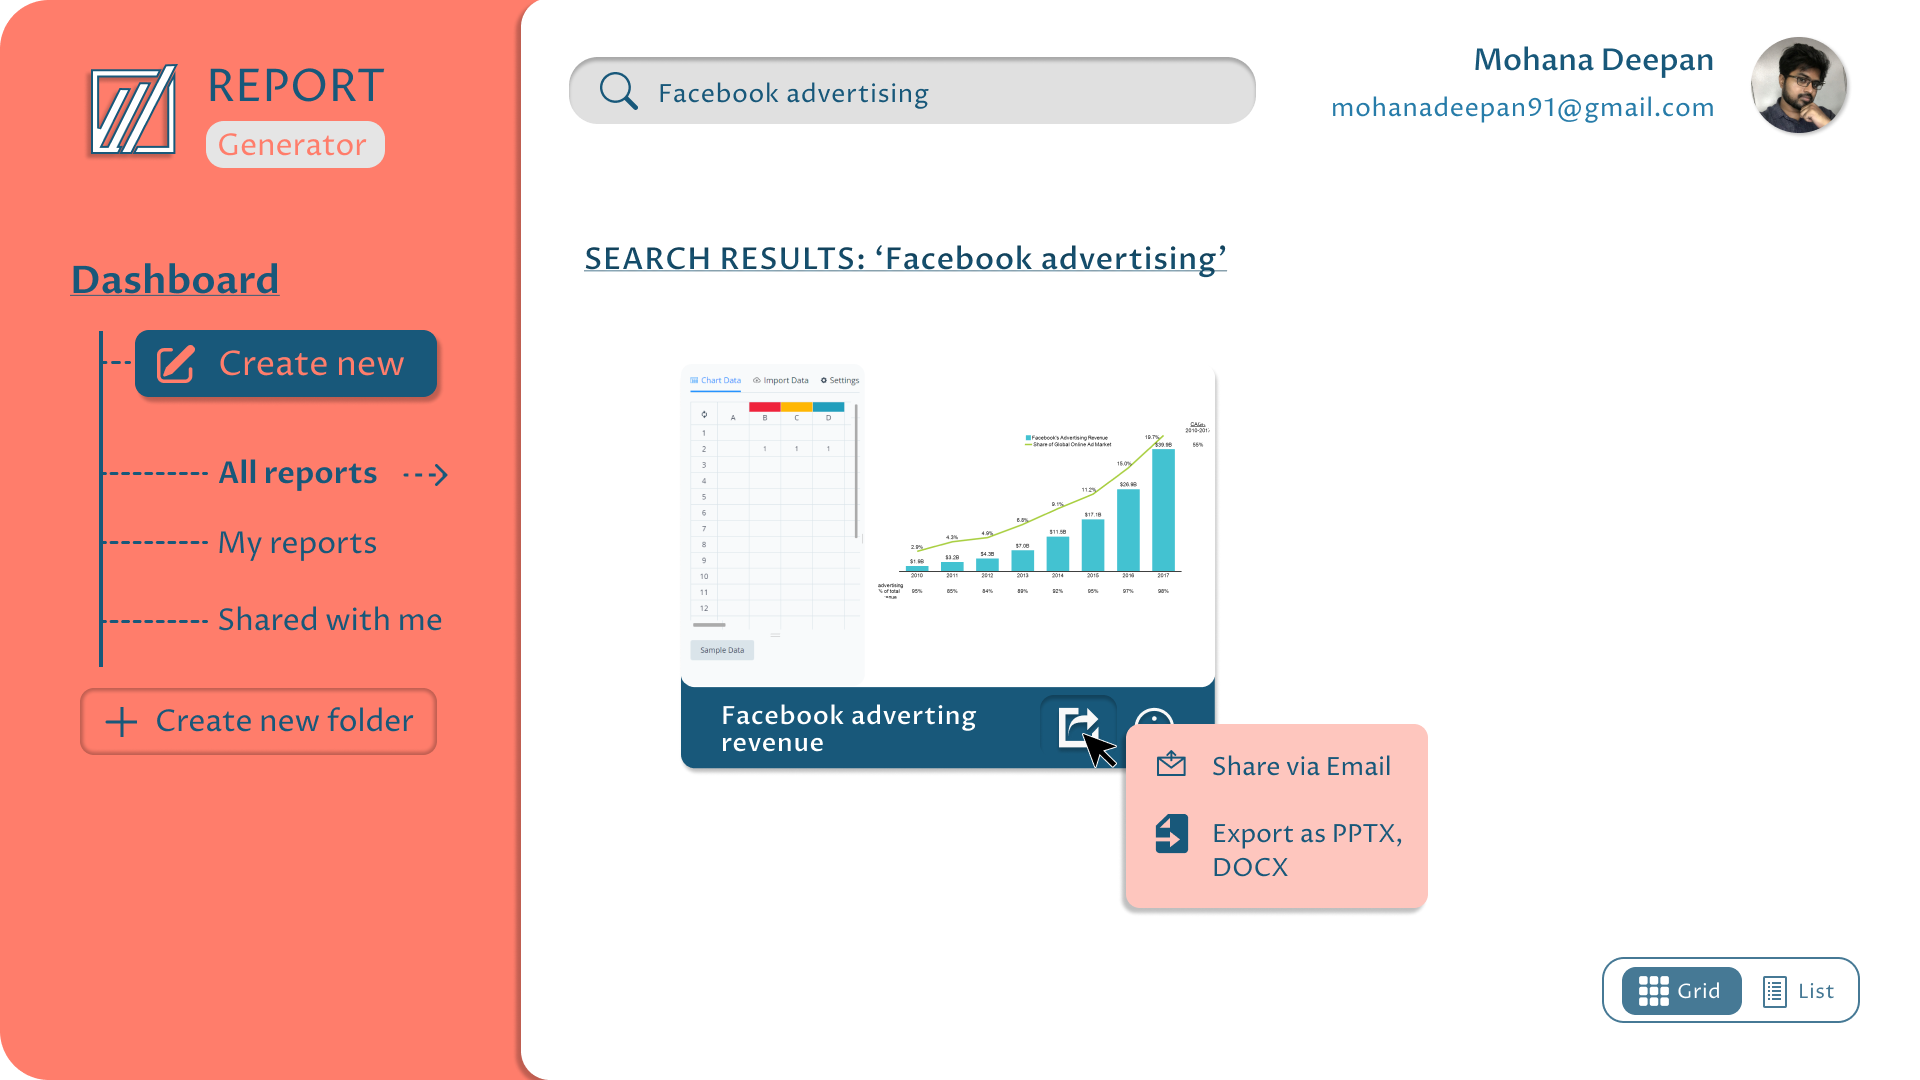 REPORT
Generator
Facebook advertising
Mohana Deepan
mohanadeepan91@gmail.com
Dashboard
Create new
All reports
My reports
Shared with me
Create new folder
SEARCH RESULTS: ‘Facebook advertising’
Chart Data Import Data Settings
A B C D
1
2 1 1 1
3
4
5
6
7
8
9
10
11
12
Sample Data
Facebook's Advertising Revenue
Share of Global Online Ad Market
2010-201
55%
2.9% 4.3% 4.9% 6.8% 9.1% 11.2% 15.0% 19.7%
$1.9B $3.2B $4.3B $7.0B $11.5B $17.1B $26.9B $39.9B
2010 2011 2012 2013 2014 2015 2016 2017
advertising
% of total
95% 85% 84% 89% 92% 95% 97% 98%
Facebook adverting
revenue
Share via Email
Export as PPTX,
DOCX
Grid List